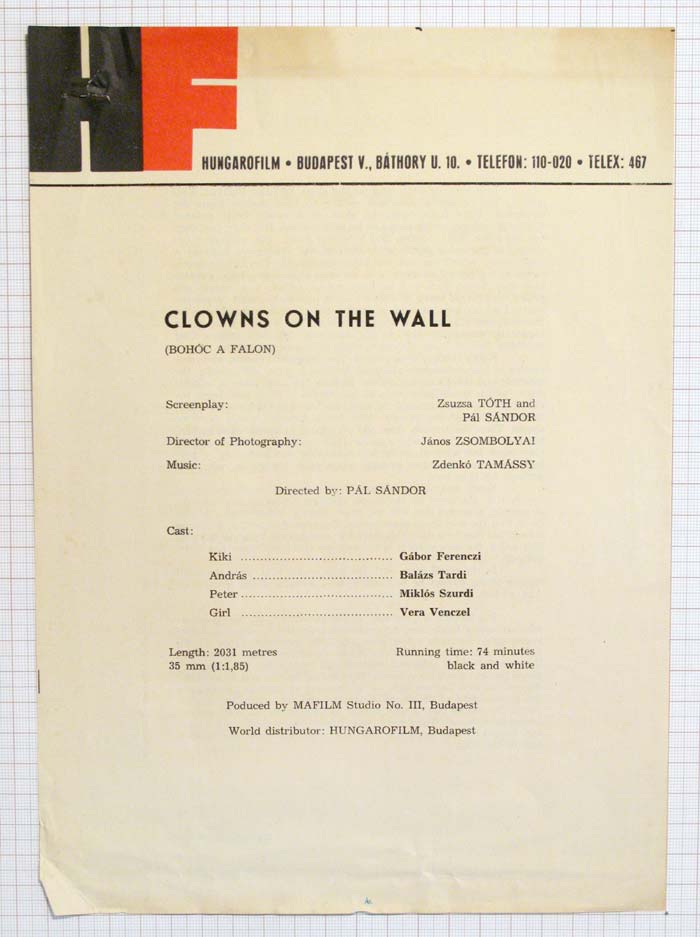 HF
HUNGAROFILM • BUDAPEST V., BÁTHORY U. 10. • TELEFON: 110-020 • TELEX: 467
CLOWNS ON THE WALL
(BOHÓC A FALON)
Screenplay: Zsuzsa TÓTH and
Pál SÁNDOR
Director of Photography: János ZSOMBOLYAI
Music: Zdenkó TAMÁSSY
Directed by: PÁL SÁNDOR
Cast:
Kiki ..................................... Gábor Ferenczi
András .................................. Balázs Tardi
Peter ..................................... Miklós Szurdi
Girl ..................................... Vera Venczel
Length: 2031 metres Running time: 74 minutes
35 mm (1:1,85) black and white
Poduced by MAFILM Studio No. III, Budapest
World distributor: HUNGAROFILM, Budapest